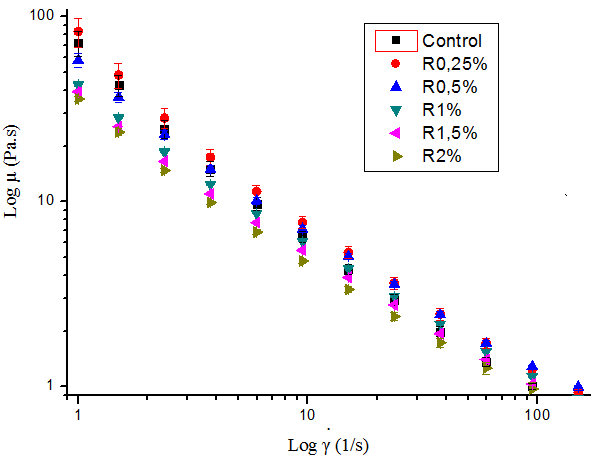 100
10
1
Log μ (Pa.s)
Control
R0,25%
R0,5%
R1%
R1,5%
R2%
1 10 100
Log γ (1/s)